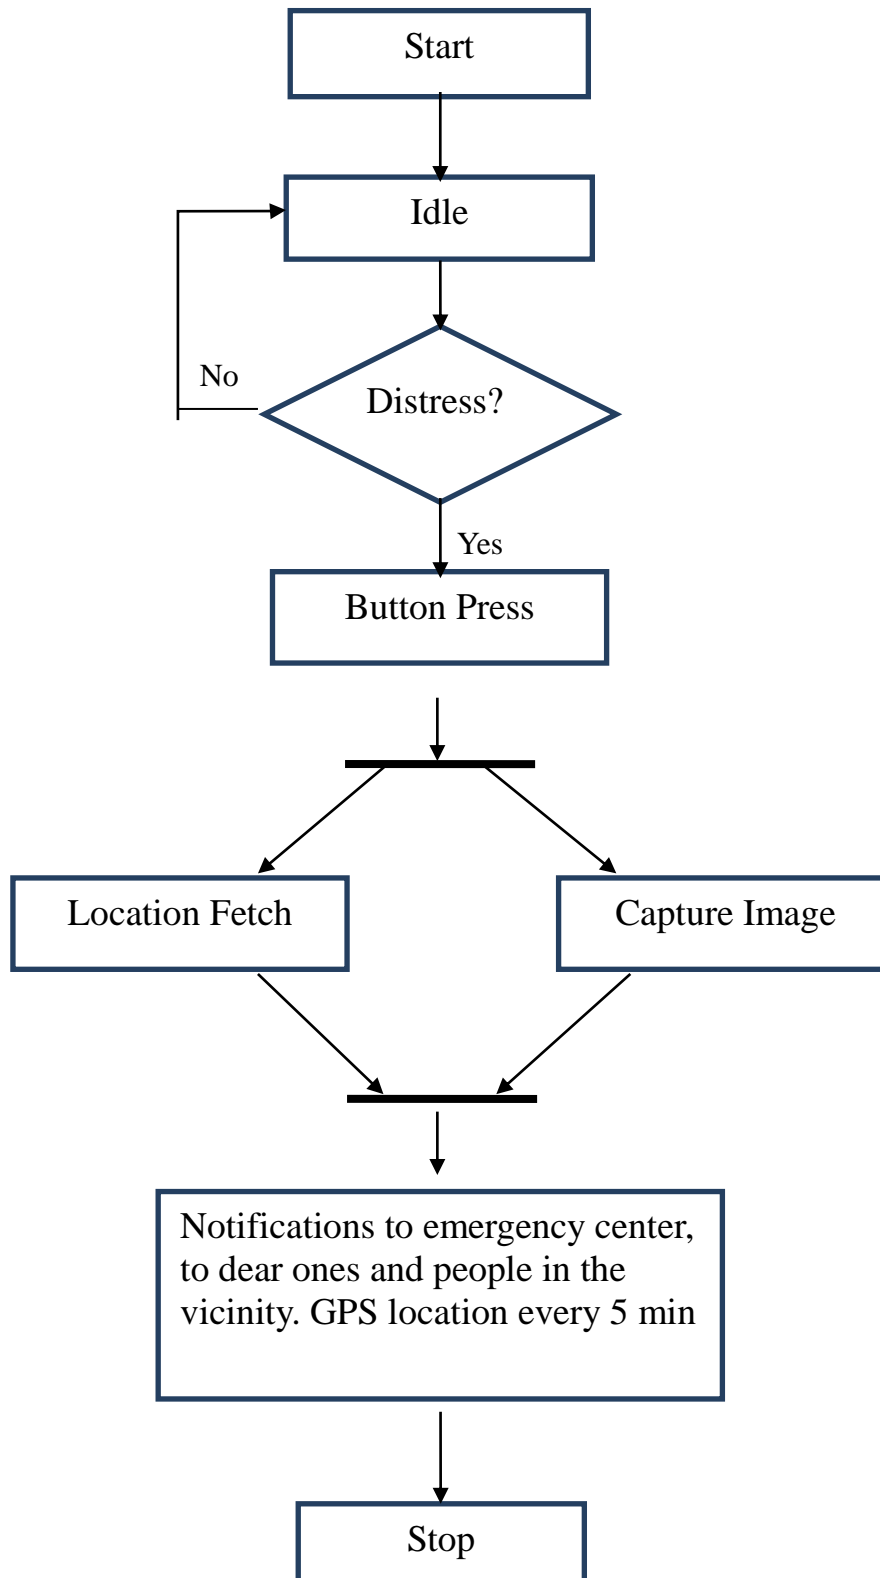 Start
Idle
No
Distress?
Yes
Button Press
Location Fetch
Capture Image
Notifications to emergency center,
to dear ones and people in the
vicinity. GPS location every 5 min
Stop